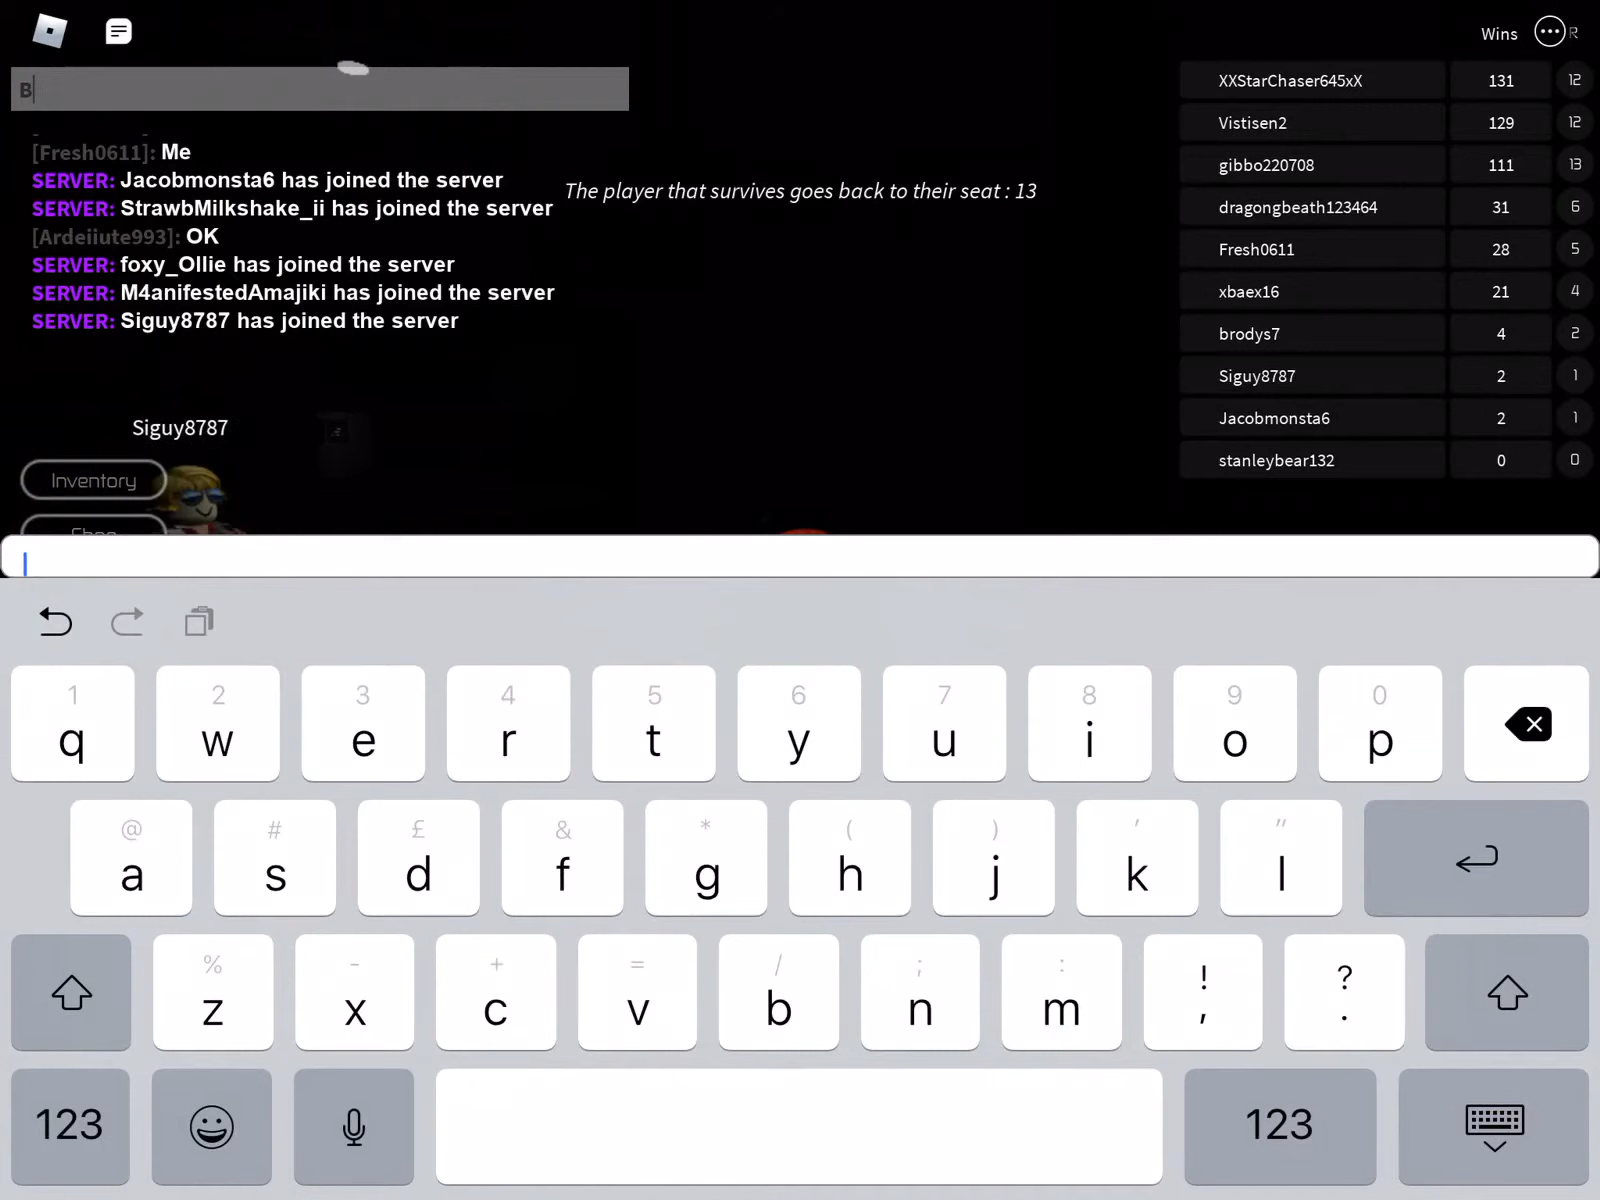 Wins
R
B
XXStarChaser645xX 131 12
Vistisen2 129 12
gibbo220708 111 13
dragongbeath123464 31 6
Fresh0611 28 5
xbaex16 21 4
brodys7 4 2
Siguy8787 2 1
Jacobmonsta6 2 1
stanleybear132 0 0
[Fresh0611]: Me
SERVER: Jacobmonsta6 has joined the server
SERVER: StrawbMilkshake_ii has joined the server
[Ardeiiute993]: OK
SERVER: foxy_Ollie has joined the server
SERVER: M4anifestedAmajiki has joined the server
SERVER: Siguy8787 has joined the server
The player that survives goes back to their seat : 13
Siguy8787
Inventory
Shop
1 2 3 4 5 6 7 8 9 0
q w e r t y u i o p
@ # £ & * ( ) ' "
a s d f g h j k l
% - + = / ; : ! ?
z x c v b n m , .
123 123